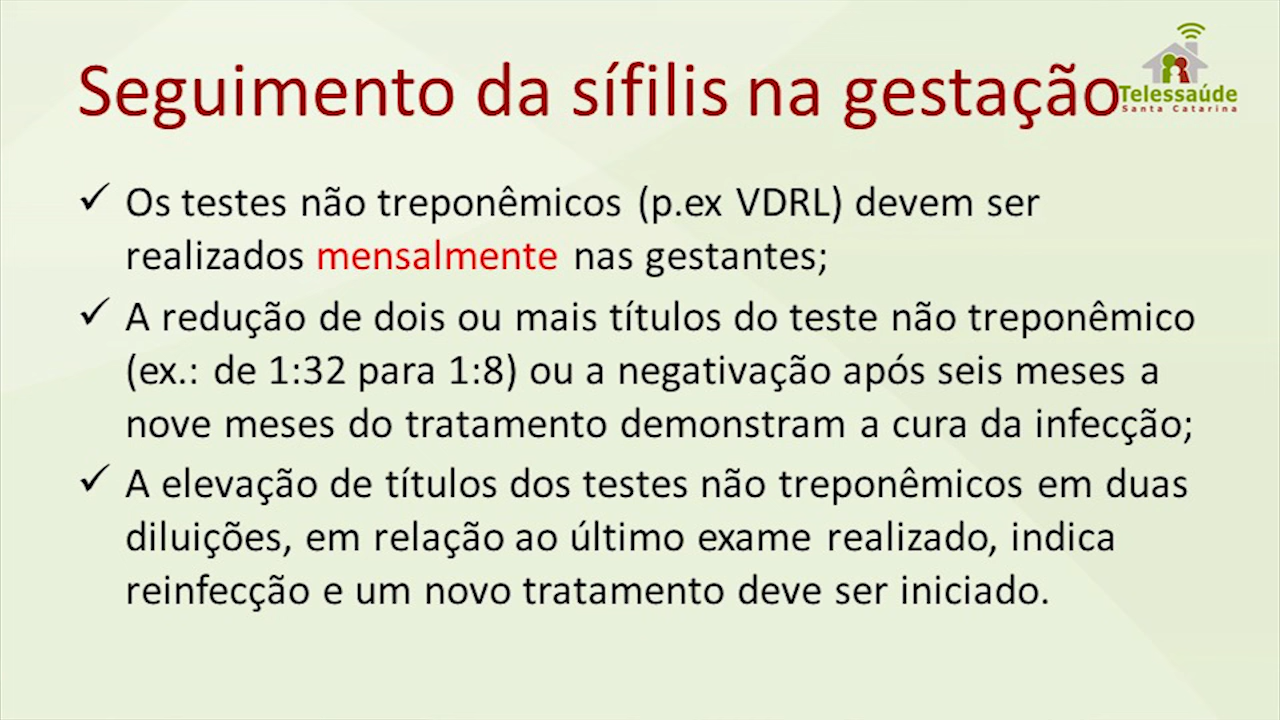 Seguimento da sífilis na gestação
Telessaúde
Santa Catarina
✓ Os testes não treponêmicos (p.ex VDRL) devem ser
realizados mensalmente nas gestantes;
✓ A redução de dois ou mais títulos do teste não treponêmico
(ex.: de 1:32 para 1:8) ou a negativação após seis meses a
nove meses do tratamento demonstram a cura da infecção;
✓ A elevação de títulos dos testes não treponêmicos em duas
diluições, em relação ao último exame realizado, indica
reinfecção e um novo tratamento deve ser iniciado.